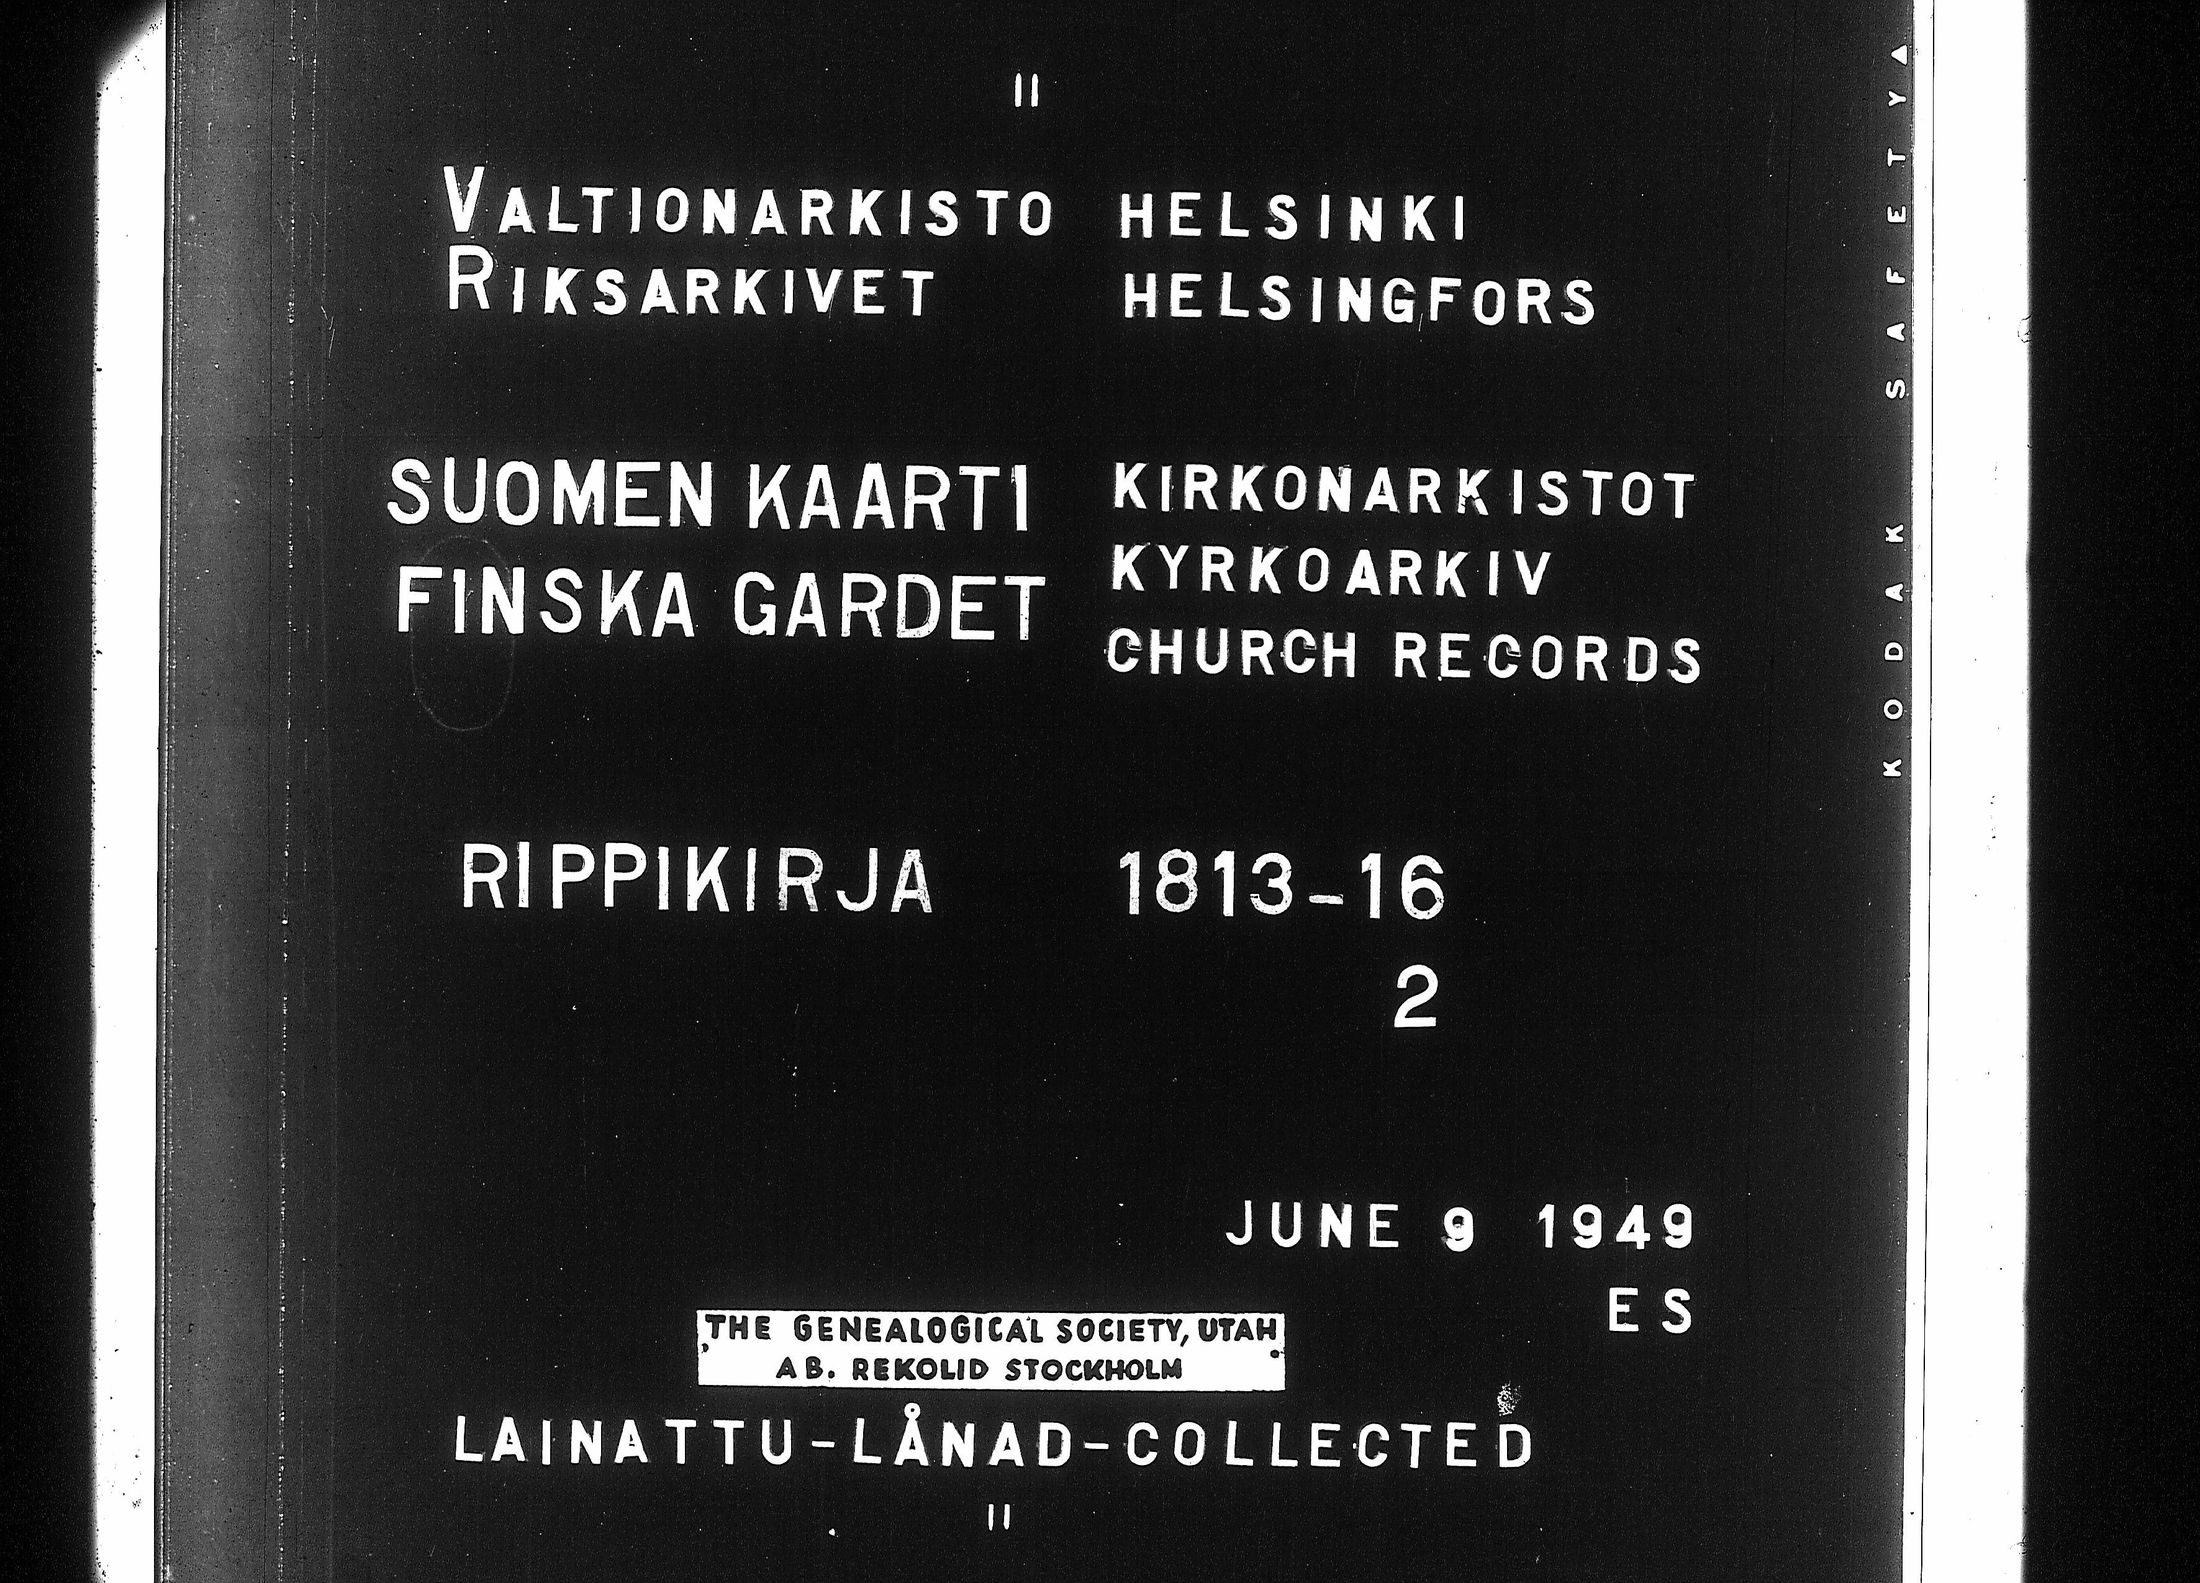 II
VALTIONARKISTO HELSINKI
RIKSARKIVET HELSINGFORS
SUOMEN KAARTI
FINSKA GARDET
KIRKONARKISTOT
KYRKOARKIV
CHURCH RECORDS
RIPPIKIRJA 1813-16
2
JUNE 9 1949
ES
THE GENEALOGICAL SOCIETY, UTAH
AB. REKOLID STOCKHOLM
LAINATTU-LÅNAD-COLLECTED
II
KODAK SAFETY A